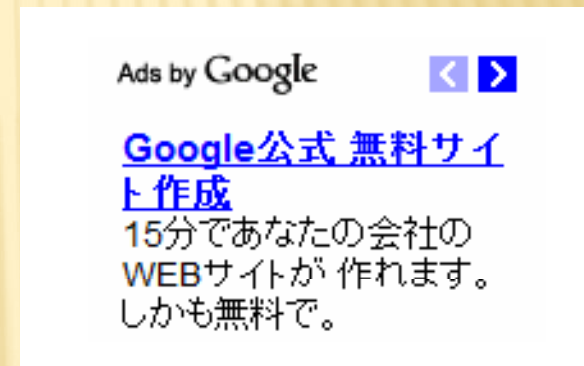 Ads by Google
Google公式 無料サイ
ト作成
15分であなたの会社の
WEBサイトが 作れます。
しかも無料で。